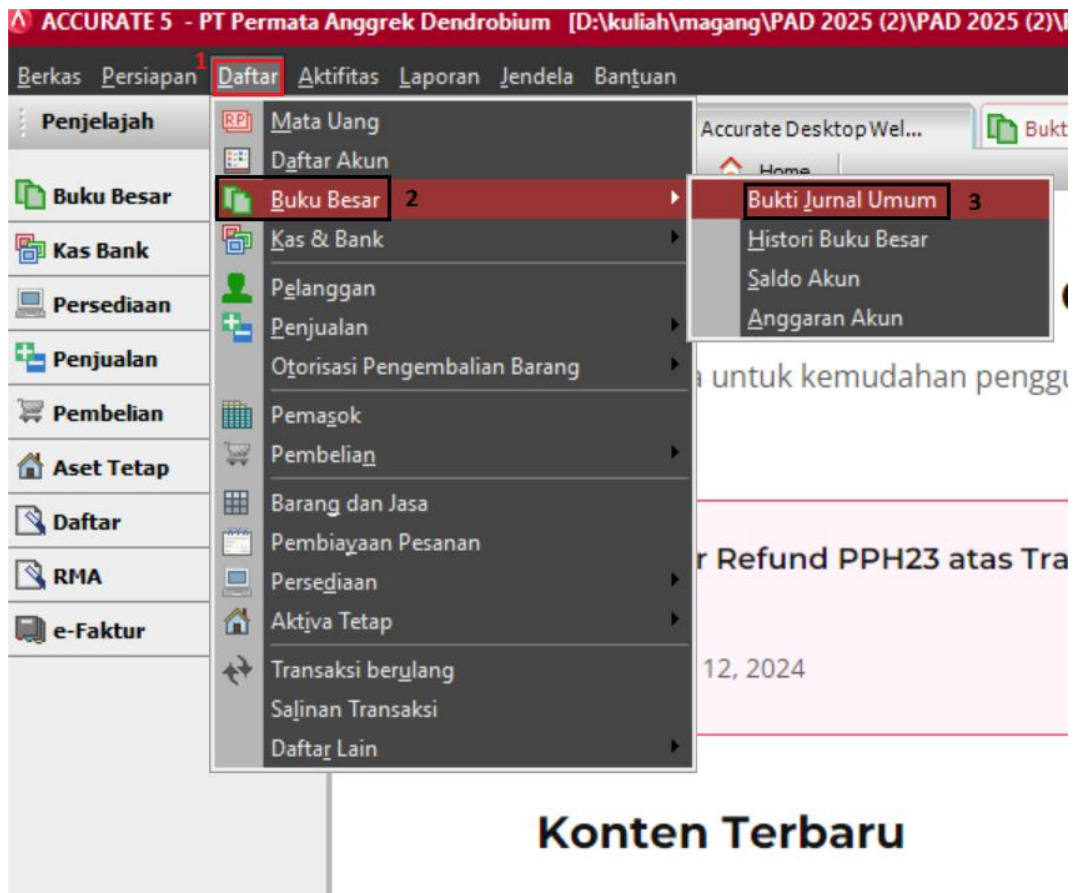 ACCURATE 5 - PT Permata Anggrek Dendrobium [D:\kuliah\magang\PAD 2025 (2)\PAD 2025 (2)\
1
Berkas Persiapan Daftar Aktifitas Laporan Jendela Bantuan
Penjelajah
Buku Besar
Kas Bank
Persediaan
Penjualan
Pembelian
Aset Tetap
Daftar
RMA
e-Faktur
RP
Mata Uang
Daftar Akun
Buku Besar 2
Kas & Bank
Pelanggan
Penjualan
Otorisasi Pengembalian Barang
Pemasok
Pembelian
Barang dan Jasa
Pembiayaan Pesanan
Persediaan
Aktiva Tetap
Transaksi berulang
Salinan Transaksi
Daftar Lain
Accurate Desktop Wel...
Bukt
Home
Bukti Jurnal Umum 3
Histori Buku Besar
Saldo Akun
Anggaran Akun
untuk kemudahan penggu
r Refund PPH23 atas Tra
12, 2024
Konten Terbaru